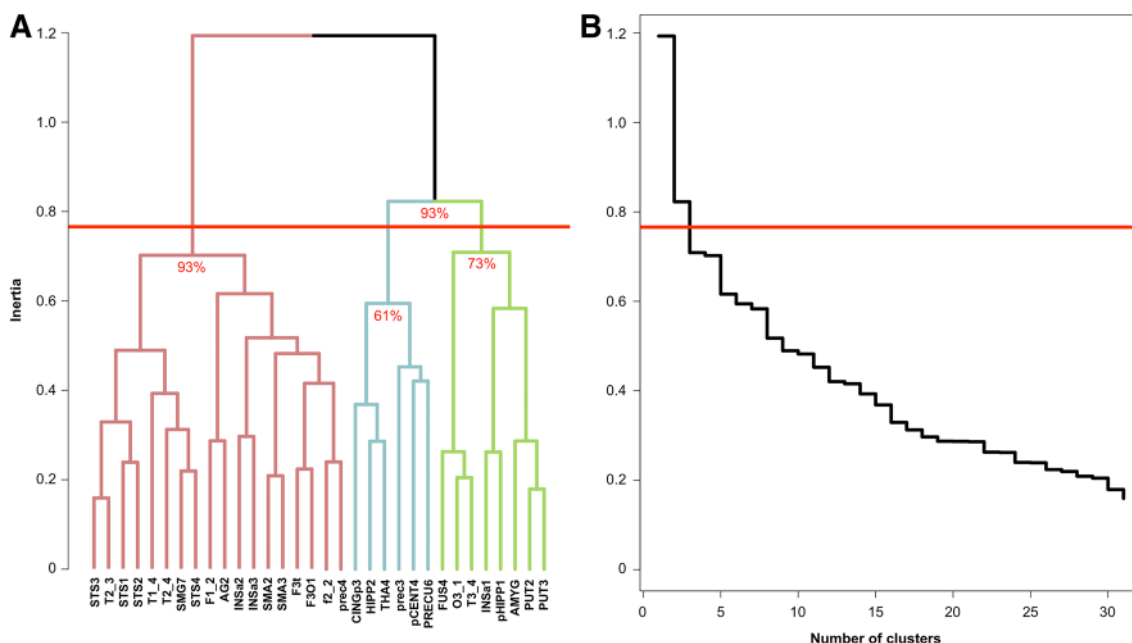 A
B
1.2
1.0
0.8
0.6
0.4
0.2
0
Inertia
93%
93%
73%
61%
STS3
T2_3
STS1
STS2
T1_4
T2_4
SMG7
STS4
F1_2
AG2
INSa2
INSa3
SMA2
SMA3
F3t
F3O1
f2_2
prec4
CINGp3
HIPP2
THA4
prec3
pCENT4
PRECU6
FUS4
O3_1
T3_4
INSa1
pHIPP1
AMYG
PUT2
PUT3
1.2
1.0
0.8
0.6
0.4
0.2
0
0 5 10 15 20 25 30
Number of clusters